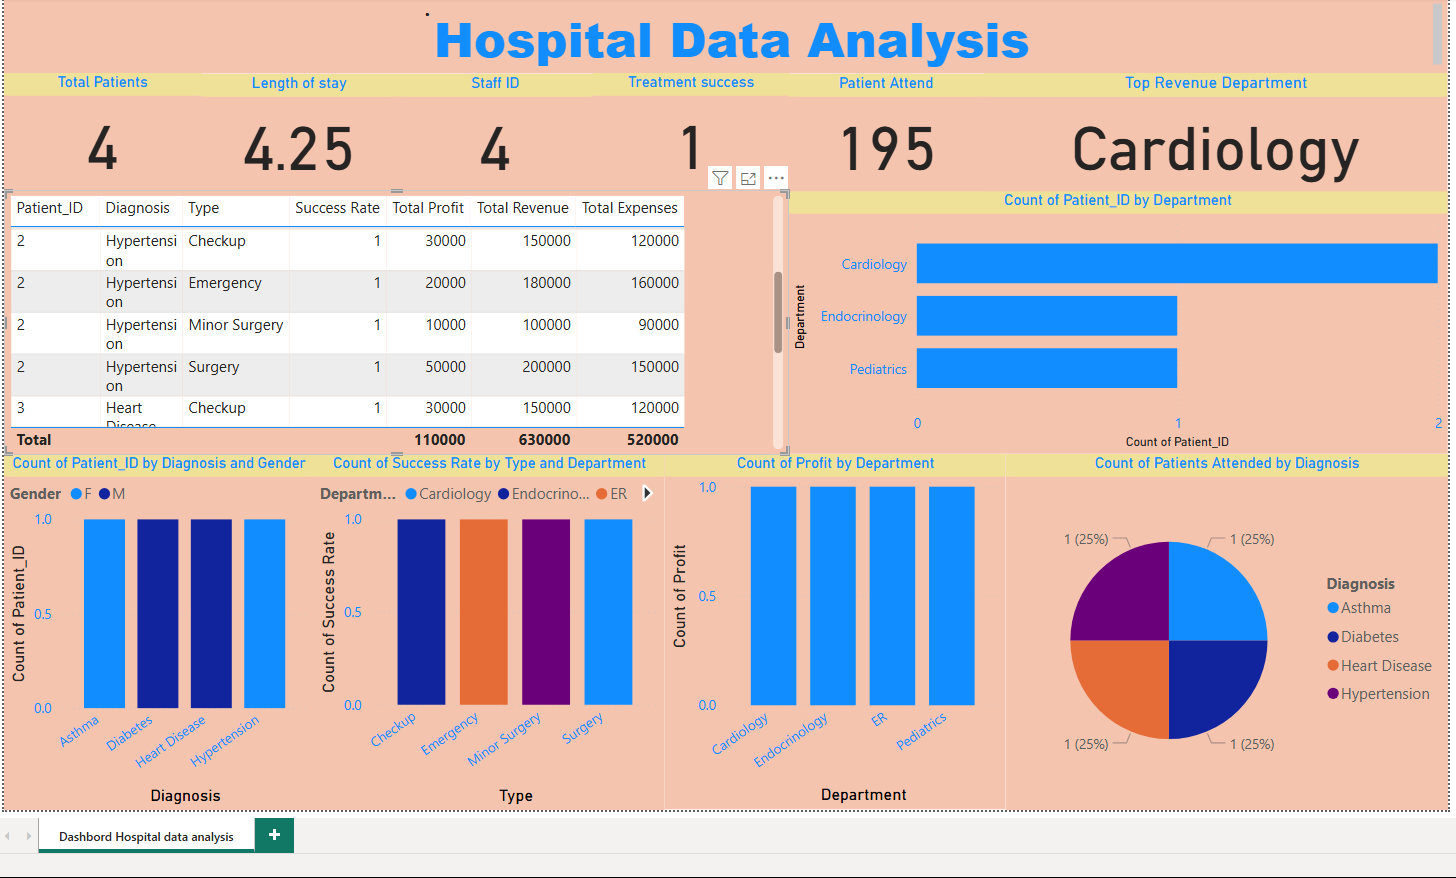 Hospital Data Analysis
Total Patients
4
Length of stay
4.25
Staff ID
4
Treatment success
1
Patient Attend
195
Top Revenue Department
Cardiology
Patient_ID Diagnosis Type Success Rate Total Profit Total Revenue Total Expenses
2 Hypertensi Checkup 1 30000 150000 120000
on
2 Hypertensi Emergency 1 20000 180000 160000
on
2 Hypertensi Minor Surgery 1 10000 100000 90000
on
2 Hypertensi Surgery 1 50000 200000 150000
on
3 Heart Checkup 1 30000 150000 120000
Disease
Total 110000 630000 520000
Count of Patient_ID by Department
Department
Cardiology
Endocrinology
Pediatrics
0 1 2
Count of Patient_ID
Count of Patient_ID by Diagnosis and Gender
Gender F M
Count of Patient_ID
1.0
0.5
0.0
Asthma Diabetes Heart Disease Hypertension
Diagnosis
Count of Success Rate by Type and Department
Departm... Cardiology Endocrino... ER
Count of Success Rate
1.0
0.5
0.0
Checkup Emergency Minor Surgery Surgery
Type
Count of Profit by Department
Count of Profit
1.0
0.5
0.0
Cardiology Endocrinology ER Pediatrics
Department
Count of Patients Attended by Diagnosis
1 (25%) 1 (25%)
1 (25%) 1 (25%)
Diagnosis
Asthma
Diabetes
Heart Disease
Hypertension
Dashbord Hospital data analysis